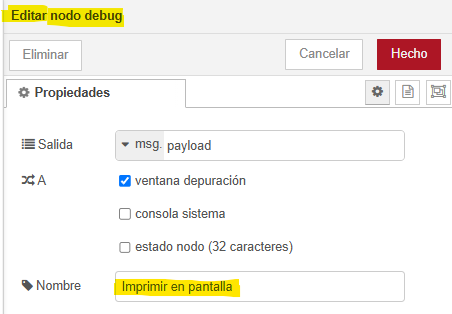 Editar nodo debug
Eliminar Cancelar Hecho
Propiedades
Salida msg. payload
A ventana depuración
consola sistema
estado nodo (32 caracteres)
Nombre Imprimir en pantalla